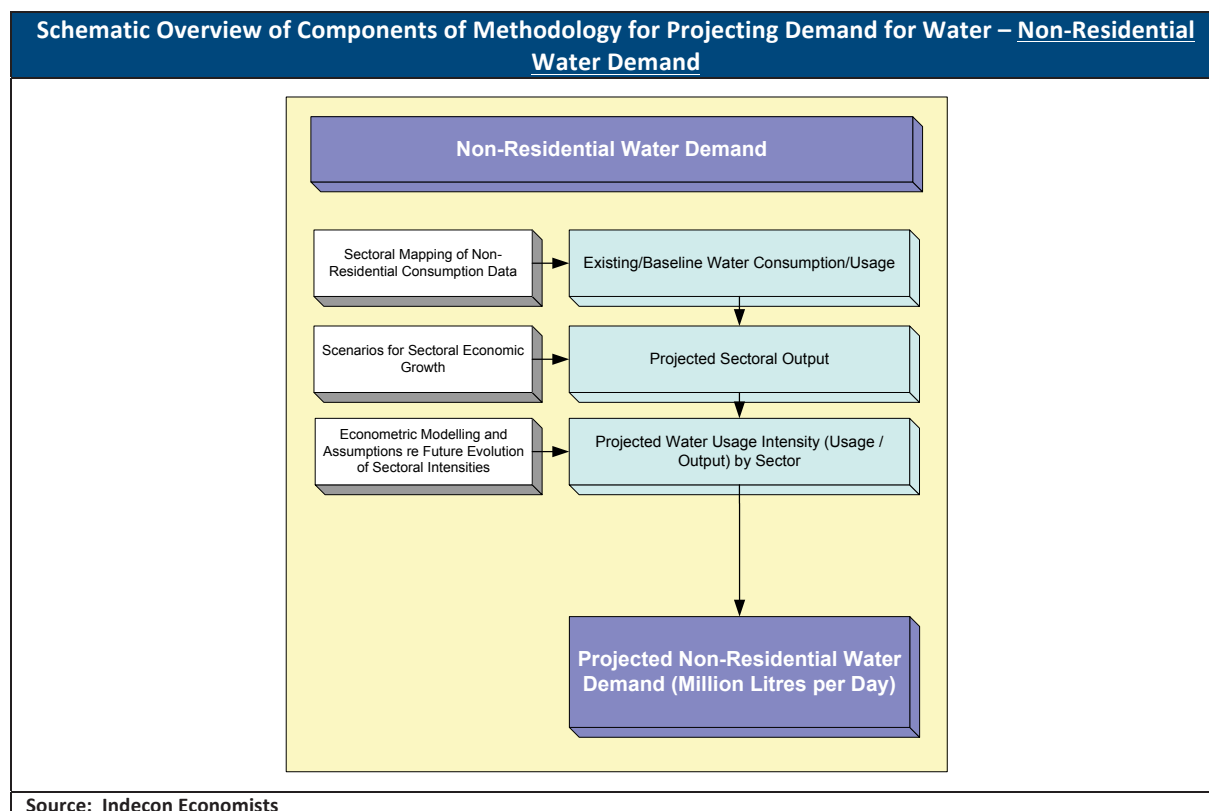 Schematic Overview of Components of Methodology for Projecting Demand for Water – Non-Residential
Water Demand
Non-Residential Water Demand
Sectoral Mapping of Non-
Residential Consumption Data
Existing/Baseline Water Consumption/Usage
Scenarios for Sectoral Economic
Growth
Projected Sectoral Output
Econometric Modelling and
Assumptions re Future Evolution
of Sectoral Intensities
Projected Water Usage Intensity (Usage /
Output) by Sector
Projected Non-Residential Water
Demand (Million Litres per Day)
Source: Indecon Economists